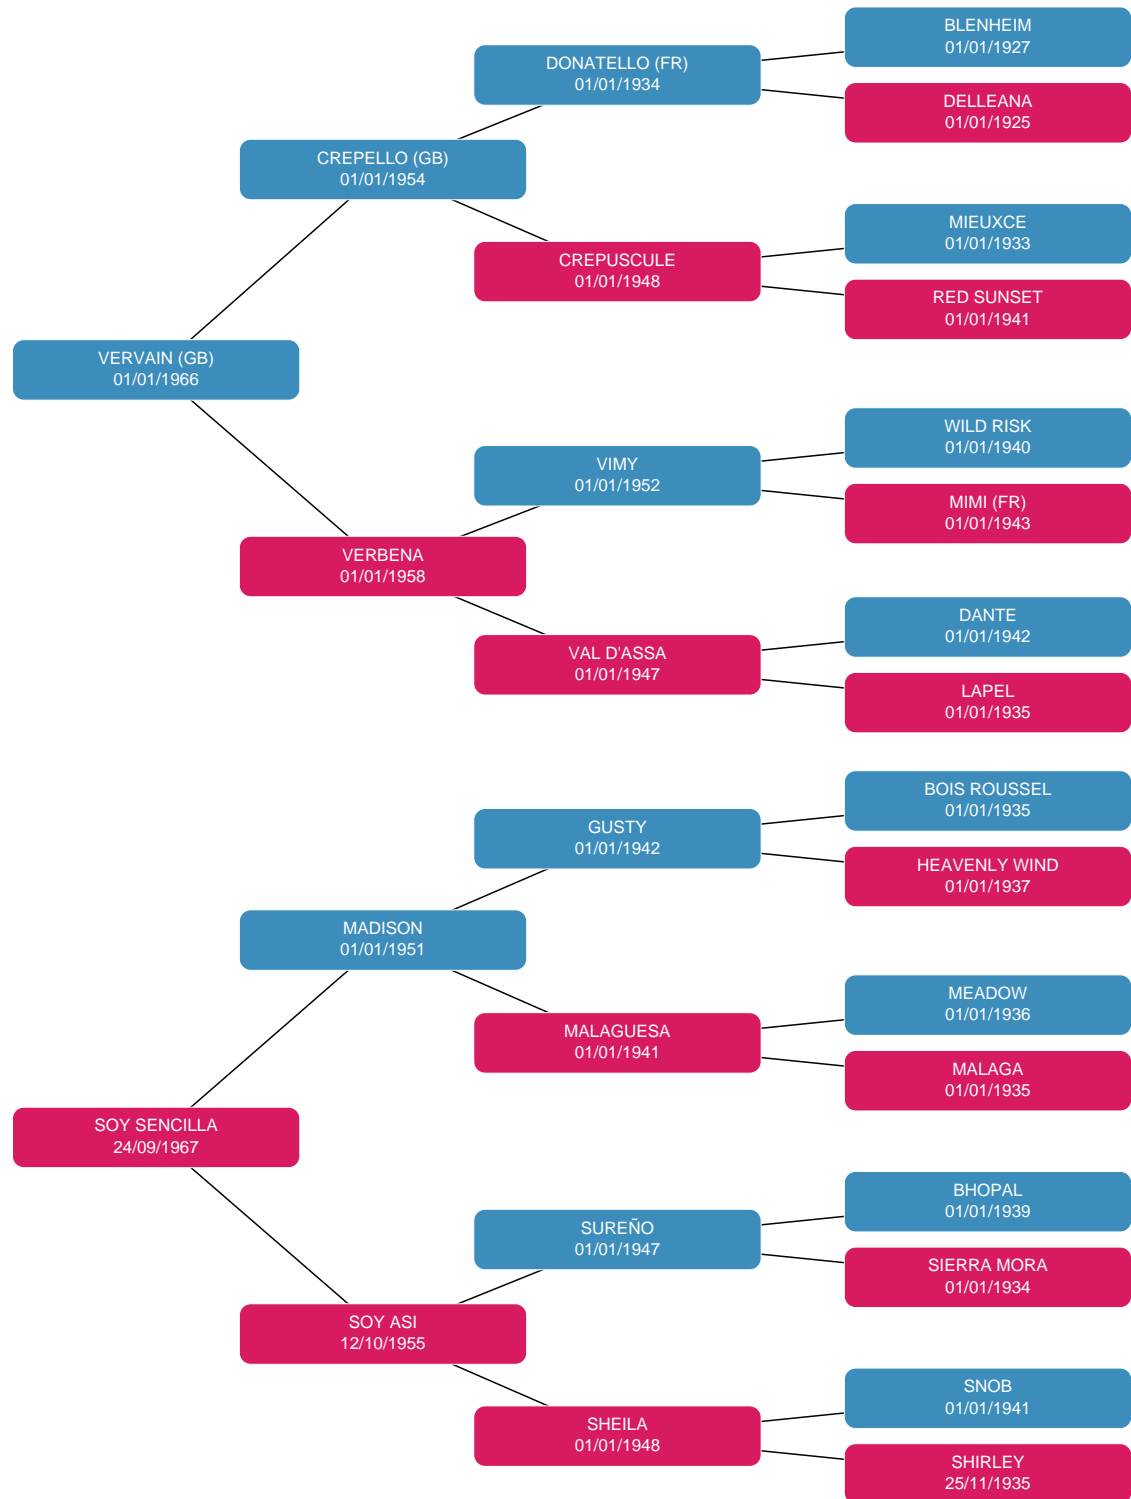 BLENHEIM
01/01/1927
DONATELLO (FR)
01/01/1934
DELLEANA
01/01/1925
CREPELLO (GB)
01/01/1954
MIEUXCE
01/01/1933
CREPUSCULE
01/01/1948
RED SUNSET
01/01/1941
VERVAIN (GB)
01/01/1966
WILD RISK
01/01/1940
VIMY
01/01/1952
MIMI (FR)
01/01/1943
VERBENA
01/01/1958
DANTE
01/01/1942
VAL D'ASSA
01/01/1947
LAPEL
01/01/1935
BOIS ROUSSEL
01/01/1935
GUSTY
01/01/1942
HEAVENLY WIND
01/01/1937
MADISON
01/01/1951
MEADOW
01/01/1936
MALAGUESA
01/01/1941
MALAGA
01/01/1935
SOY SENCILLA
24/09/1967
BHOPAL
01/01/1939
SUREÑO
01/01/1947
SIERRA MORA
01/01/1934
SOY ASI
12/10/1955
SNOB
01/01/1941
SHEILA
01/01/1948
SHIRLEY
25/11/1935